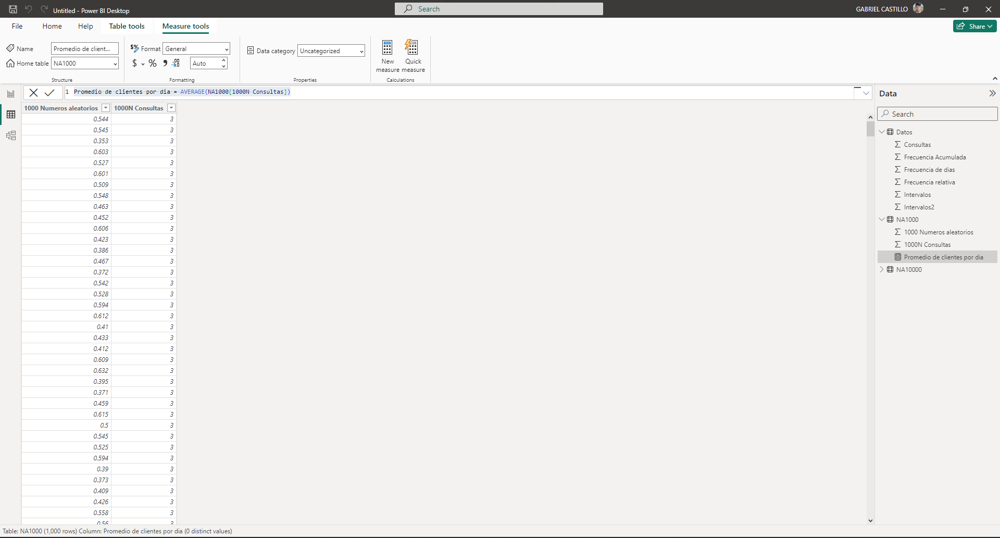 Untitled - Power BI Desktop
Search
GABRIEL CASTILLO
File Home Help Table tools Measure tools
Share
Name Promedio de client...
Home table NA1000
Structure
$% Format General
$ % , .00 Auto
Formatting
Data category Uncategorized
Properties
New measure
Quick measure
Calculations
1 Promedio de clientes por dia = AVERAGE(NA1000[1000N Consultas])
1000 Numeros aleatorios 1000N Consultas
0.544 3
0.545 3
0.353 3
0.603 3
0.527 3
0.601 3
0.509 3
0.548 3
0.463 3
0.452 3
0.606 3
0.423 3
0.386 3
0.467 3
0.372 3
0.542 3
0.528 3
0.594 3
0.612 3
0.41 3
0.433 3
0.412 3
0.609 3
0.632 3
0.395 3
0.371 3
0.459 3
0.615 3
0.5 3
0.545 3
0.525 3
0.594 3
0.39 3
0.373 3
0.409 3
0.426 3
0.558 3
0.56 3
Data
Search
Datos
Consultas
Frecuencia Acumulada
Frecuencia de dias
Frecuencia relativa
Intervalos
Intervalos2
NA1000
1000 Numeros aleatorios
1000N Consultas
Promedio de clientes por dia
NA10000
Table: NA1000 (1,000 rows) Column: Promedio de clientes por dia (0 distinct values)